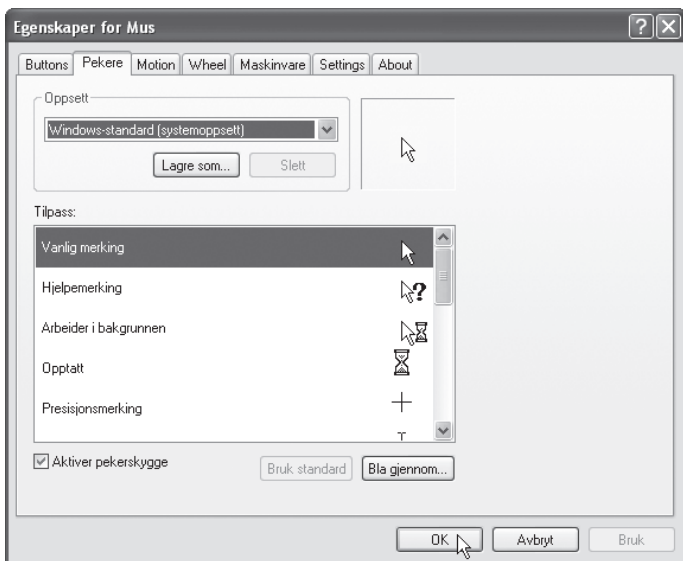 Egenskaper for Mus
Buttons Pekere Motion Wheel Maskinvare Settings About
Oppsett
Windows-standard (systemoppsett)
Lagre som... Slett
Tilpass:
Vanlig merking
Hjelpemerking
Arbeider i bakgrunnen
Opptatt
Presisjonsmerking
Aktiver pekerskygge Bruk standard Bla gjennom...
OK Avbryt Bruk